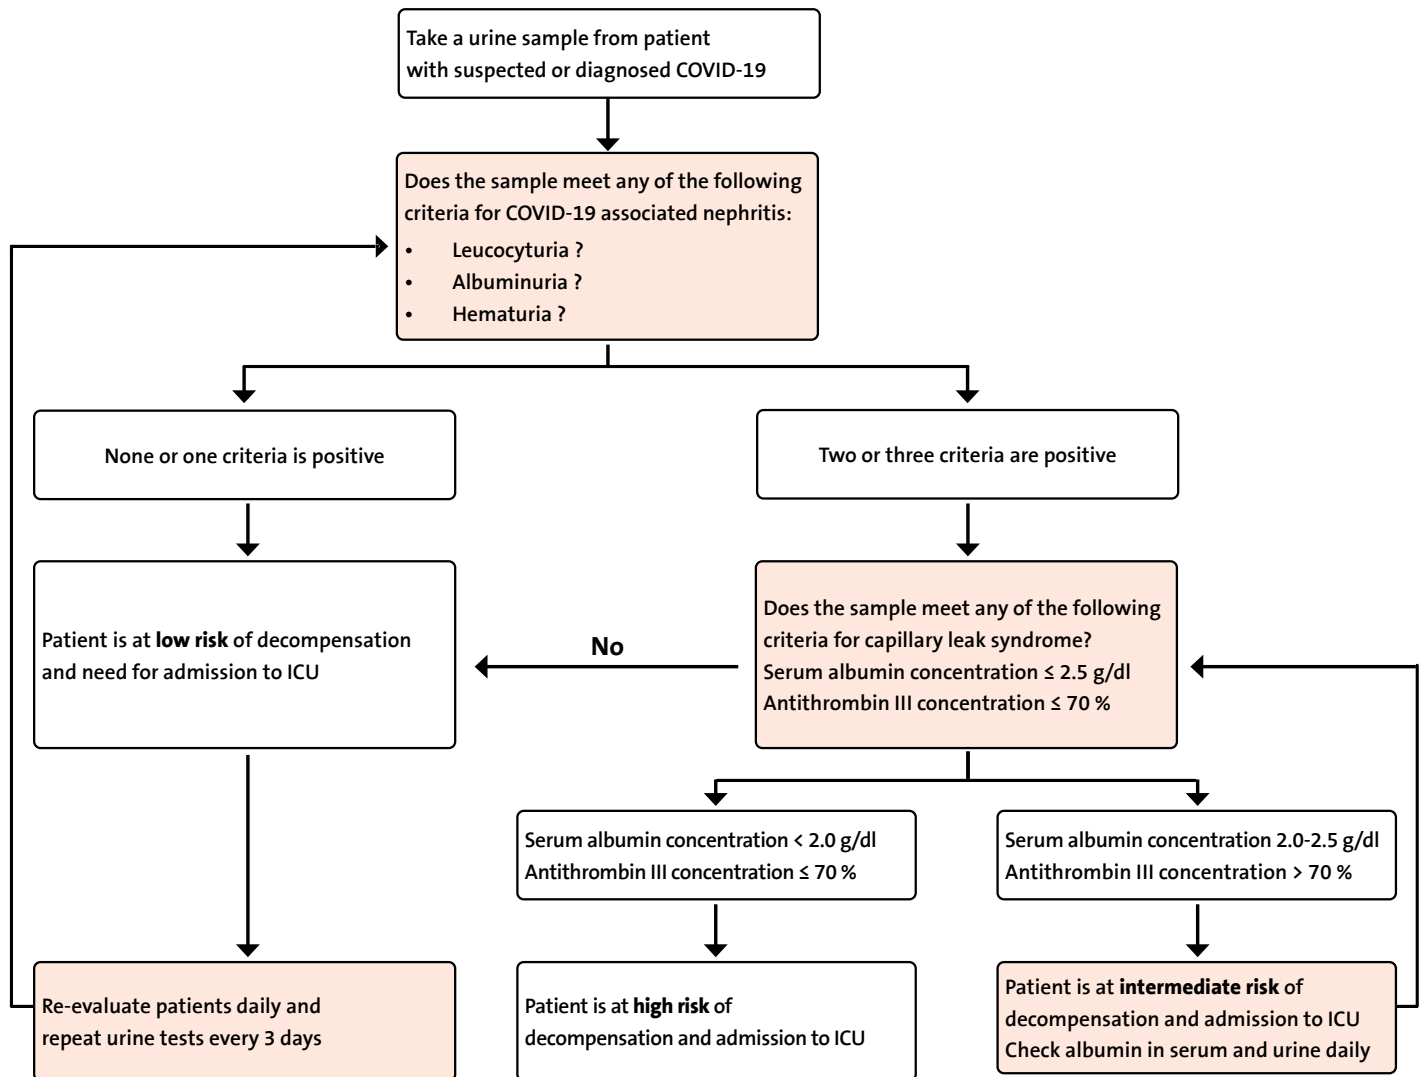 Take a urine sample from patient
with suspected or diagnosed COVID-19
Does the sample meet any of the following
criteria for COVID-19 associated nephritis:
• Leucocyturia ?
• Albuminuria ?
• Hematuria ?
None or one criteria is positive
Two or three criteria are positive
Patient is at low risk of decompensation
and need for admission to ICU
No
Does the sample meet any of the following
criteria for capillary leak syndrome?
Serum albumin concentration ≤ 2.5 g/dl
Antithrombin III concentration ≤ 70 %
Serum albumin concentration < 2.0 g/dl
Antithrombin III concentration ≤ 70 %
Serum albumin concentration 2.0-2.5 g/dl
Antithrombin III concentration > 70 %
Re-evaluate patients daily and
repeat urine tests every 3 days
Patient is at high risk of
decompensation and admission to ICU
Patient is at intermediate risk of
decompensation and admission to ICU
Check albumin in serum and urine daily